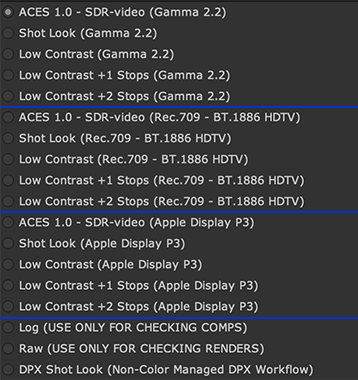 ACES 1.0 - SDR-video (Gamma 2.2)
Shot Look (Gamma 2.2)
Low Contrast (Gamma 2.2)
Low Contrast +1 Stops (Gamma 2.2)
Low Contrast +2 Stops (Gamma 2.2)
ACES 1.0 - SDR-video (Rec.709 - BT.1886 HDTV)
Shot Look (Rec.709 - BT.1886 HDTV)
Low Contrast (Rec.709 - BT.1886 HDTV)
Low Contrast +1 Stops (Rec.709 - BT.1886 HDTV)
Low Contrast +2 Stops (Rec.709 - BT.1886 HDTV)
ACES 1.0 - SDR-video (Apple Display P3)
Shot Look (Apple Display P3)
Low Contrast (Apple Display P3)
Low Contrast +1 Stops (Apple Display P3)
Low Contrast +2 Stops (Apple Display P3)
Log (USE ONLY FOR CHECKING COMPS)
Raw (USE ONLY FOR CHECKING RENDERS)
DPX Shot Look (Non-Color Managed DPX Workflow)